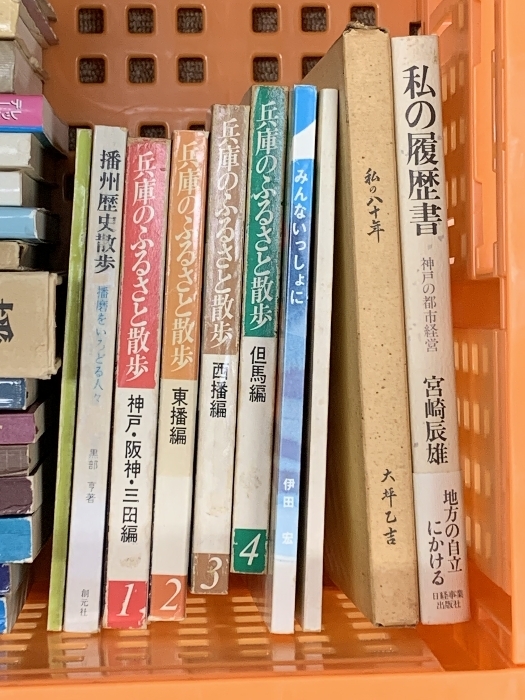 播州歴史散歩
播磨をいろどる人々
黒部 亨著
創元社
兵庫のふるさと散歩
神戸・阪神・三田編
1
兵庫のふるさと散歩
東播編
2
兵庫のふるさと散歩
西播編
3
兵庫のふるさと散歩
但馬編
4
みんないっしょに
伊田 宏
私の八十年
大坪乙吉
私の履歴書
神戸の都市経営
宮崎辰雄
地方の自立
にかける
日経事業
出版社